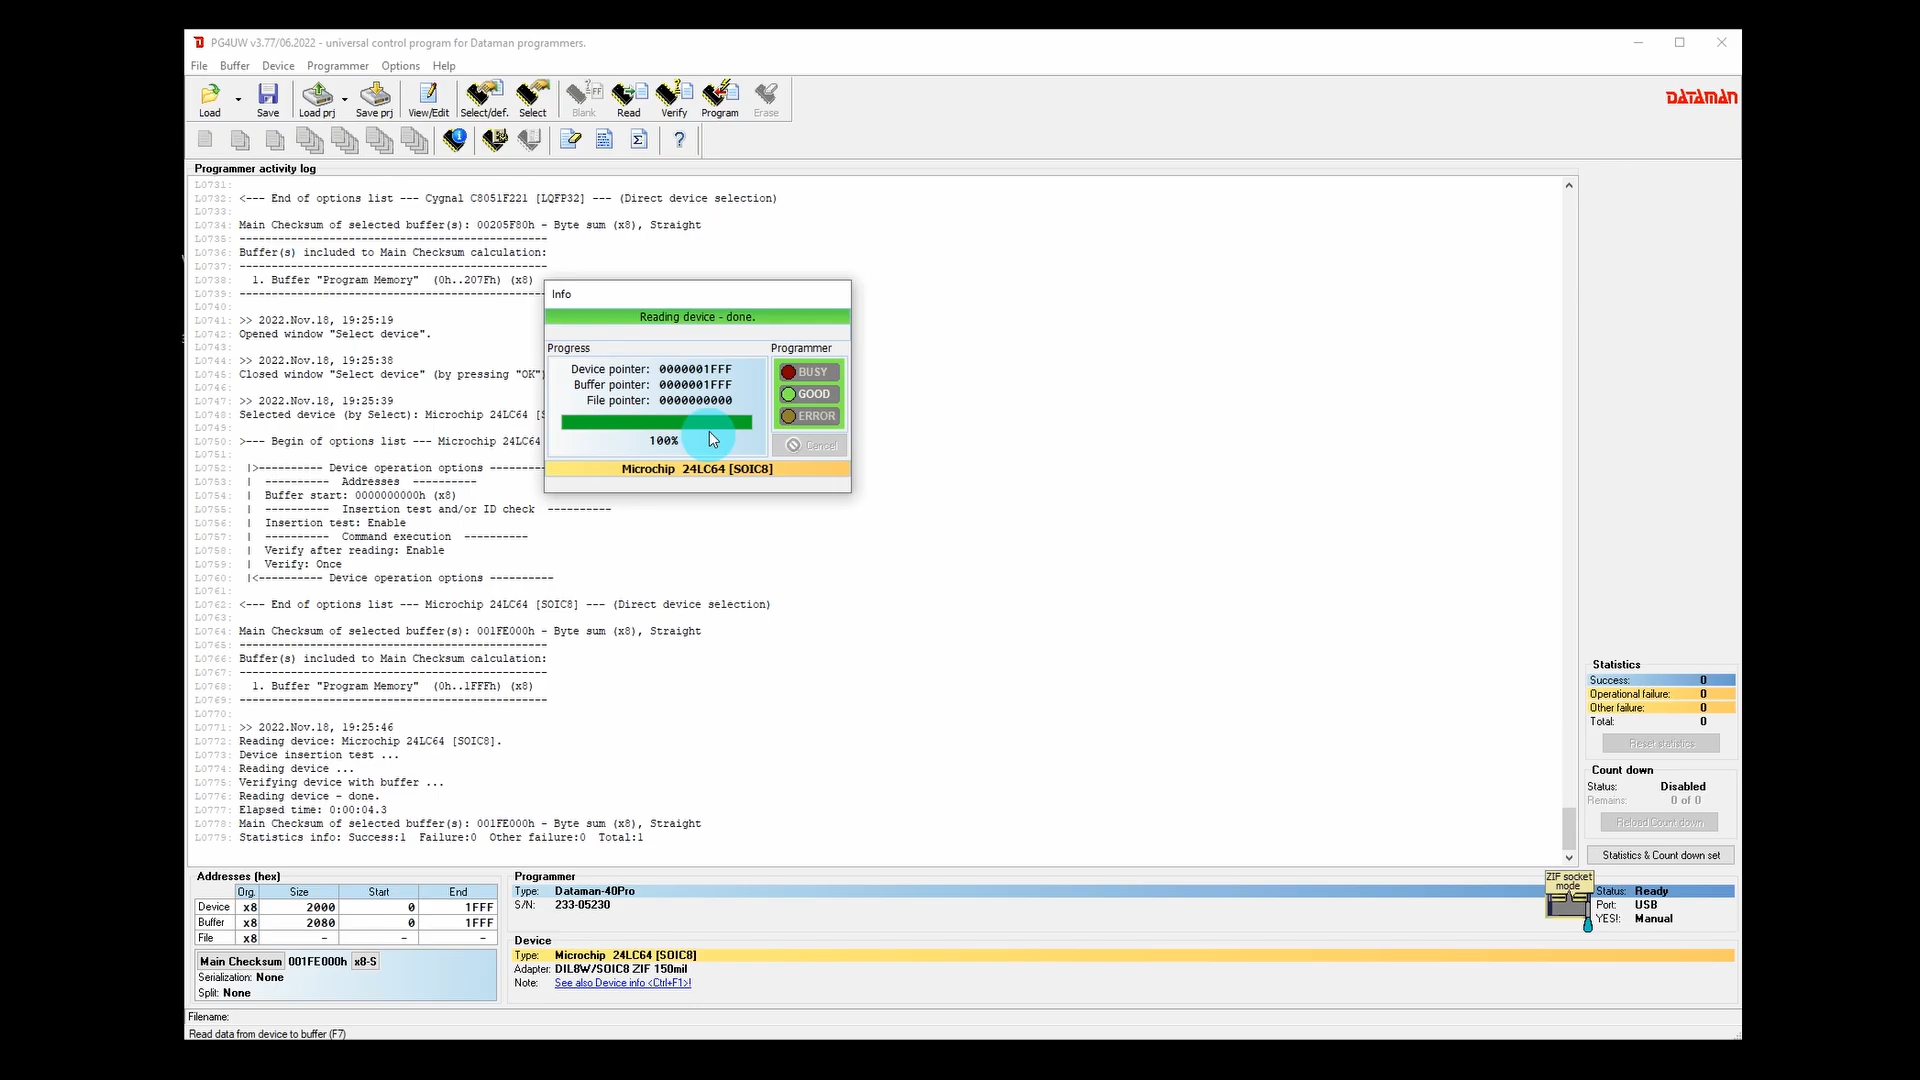 PG4UW v3.77/06.2022 - universal control program for Dataman programmers.
File Buffer Device Programmer Options Help
Load Save Load prj Save prj View/Edit Select/def. Select Blank Read Verify Program Erase
DATAMAN
Programmer activity log
L0731:
L0732: <--- End of options list --- Cygnal C8051F221 [LQFP32] --- (Direct device selection)
L0733:
L0734: Main Checksum of selected buffer(s): 00205F80h - Byte sum (x8), Straight
L0735: -----------------------------------------------
L0736: Buffer(s) included to Main Checksum calculation:
L0737: -----------------------------------------------
L0738: 1. Buffer "Program Memory" (0h..207Fh) (x8)
L0739: -----------------------------------------------
L0740:
L0741: >> 2022.Nov.18, 19:25:19
L0742: Opened window "Select device".
L0743:
L0744: >> 2022.Nov.18, 19:25:38
L0745: Closed window "Select device" (by pressing "OK")
L0746:
L0747: >> 2022.Nov.18, 19:25:39
L0748: Selected device (by Select): Microchip 24LC64 [S
L0749:
L0750: >--- Begin of options list --- Microchip 24LC64
L0751:
L0752: |>---------- Device operation options ----------
L0753: | ---------- Addresses ----------
L0754: | Buffer start: 0000000000h (x8)
L0755: | ---------- Insertion test and/or ID check ----------
L0756: | Insertion test: Enable
L0757: | ---------- Command execution ----------
L0758: | Verify after reading: Enable
L0759: | Verify: Once
L0760: |<---------- Device operation options ----------
L0761:
L0762: <--- End of options list --- Microchip 24LC64 [SOIC8] --- (Direct device selection)
L0763:
L0764: Main Checksum of selected buffer(s): 001FE000h - Byte sum (x8), Straight
L0765: -----------------------------------------------
L0766: Buffer(s) included to Main Checksum calculation:
L0767: -----------------------------------------------
L0768: 1. Buffer "Program Memory" (0h..1FFFh) (x8)
L0769: -----------------------------------------------
L0770:
L0771: >> 2022.Nov.18, 19:25:46
L0772: Reading device: Microchip 24LC64 [SOIC8].
L0773: Device insertion test ...
L0774: Reading device ...
L0775: Verifying device with buffer ...
L0776: Reading device - done.
L0777: Elapsed time: 0:00:04.3
L0778: Main Checksum of selected buffer(s): 001FE000h - Byte sum (x8), Straight
L0779: Statistics info: Success:1 Failure:0 Other failure:0 Total:1
Info
Reading device - done.
Progress Programmer
Device pointer: 0000001FFF
Buffer pointer: 0000001FFF
File pointer: 0000000000
100%
BUSY
GOOD
ERROR
Cancel
Microchip 24LC64 [SOIC8]
Statistics
Success: 0
Operational failure: 0
Other failure: 0
Total: 0
Reset statistics
Count down
Status: Disabled
Remains: 0 of 0
Reload Count down
Statistics & Count down set
Addresses (hex)
Org. Size Start End
Device x8 2000 0 1FFF
Buffer x8 2080 0 1FFF
File x8 - - -
Main Checksum 001FE000h x8-S
Serialization: None
Split: None
Programmer
Type: Dataman-40Pro
S/N: 233-05230
ZIF socket
mode
Status: Ready
Port: USB
YES!: Manual
Device
Type: Microchip 24LC64 [SOIC8]
Adapter: DIL8W/SOIC8 ZIF 150mil
Note: See also Device info <Ctrl+F1>!
Filename:
Read data from device to buffer (F7)